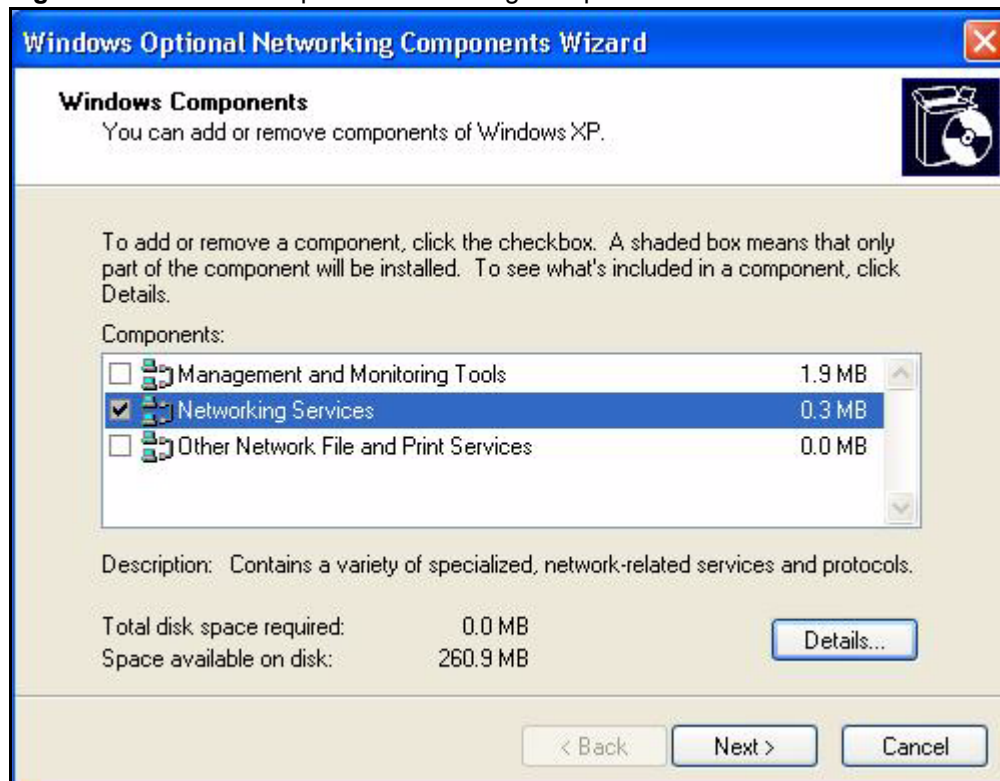 Windows Optional Networking Components Wizard
Windows Components
You can add or remove components of Windows XP.
To add or remove a component, click the checkbox. A shaded box means that only
part of the component will be installed. To see what's included in a component, click
Details.
Components:
Management and Monitoring Tools 1.9 MB
Networking Services 0.3 MB
Other Network File and Print Services 0.0 MB
Description: Contains a variety of specialized, network-related services and protocols.
Total disk space required: 0.0 MB
Space available on disk: 260.9 MB
Details...
< Back Next > Cancel